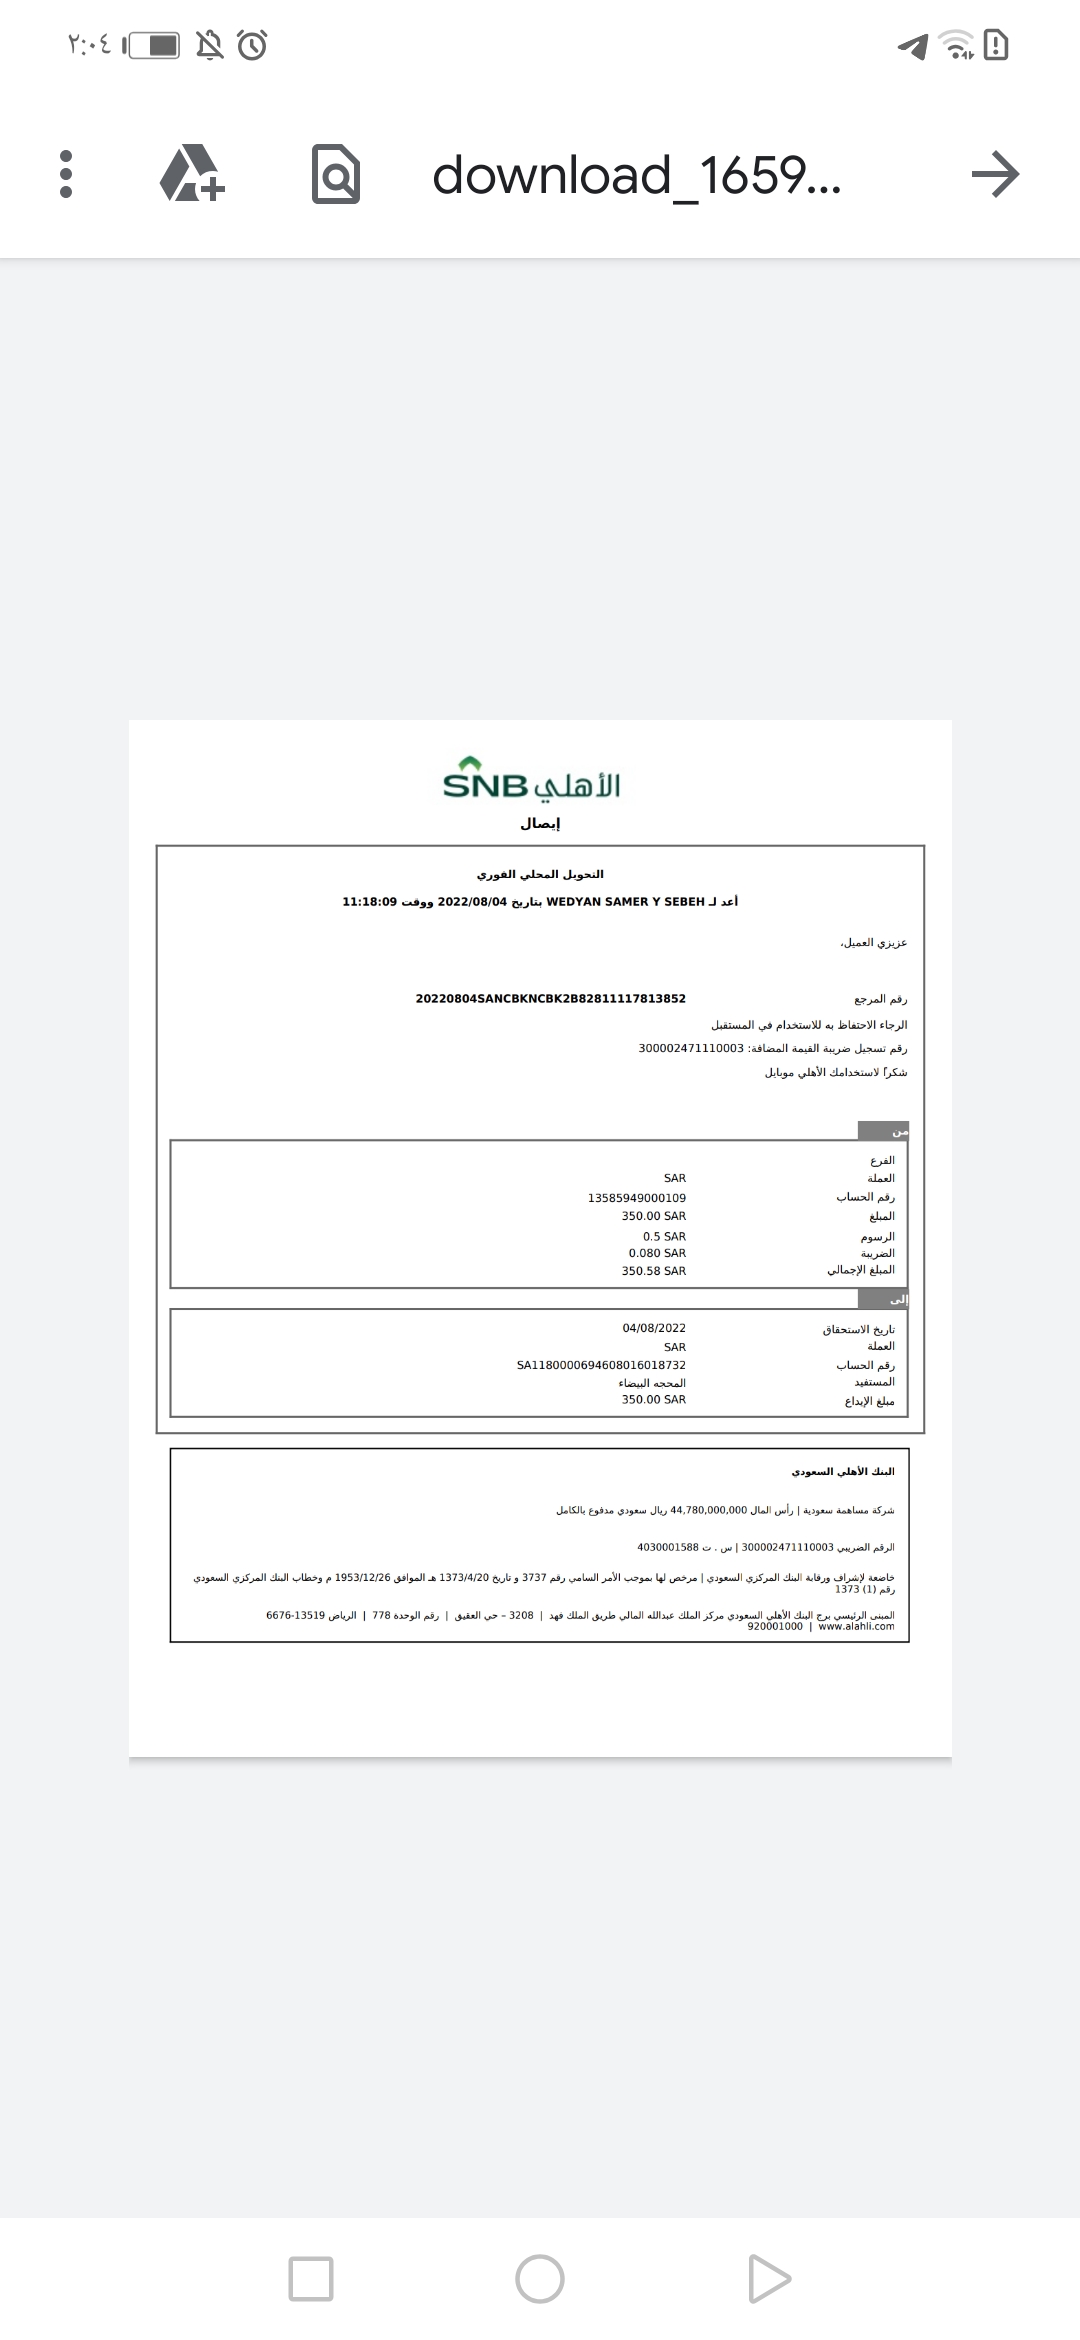 ٢:٠٤
download_1659...
الأهلي SNB
إيصال
التحويل المحلي الفوري
أعد لـ WEDYAN SAMER Y SEBEH بتاريخ 2022/08/04 ووقت 11:18:09
عزيزي العميل،
رقم المرجع 20220804SANCBKNCBK2B82811117813852
الرجاء الاحتفاظ به للاستخدام في المستقبل
رقم تسجيل ضريبة القيمة المضافة: 300002471110003
شكراً لاستخدامك الأهلي موبايل
من
الفرع
العملة SAR
رقم الحساب 13585949000109
المبلغ 350.00 SAR
الرسوم 0.5 SAR
الضريبة 0.080 SAR
المبلغ الإجمالي 350.58 SAR
إلى
تاريخ الاستحقاق 04/08/2022
العملة SAR
رقم الحساب SA1180000694608016018732
المستفيد المحجه البيضاء
مبلغ الإيداع 350.00 SAR
البنك الأهلي السعودي
شركة مساهمة سعودية | رأس المال 44,780,000,000 ريال سعودي مدفوع بالكامل
الرقم الضريبي 300002471110003 | س . ت 4030001588
خاضعة لإشراف ورقابة البنك المركزي السعودي | مرخص لها بموجب الأمر السامي رقم 3737 و تاريخ 1373/4/20 هـ الموافق 1953/12/26 م وخطاب البنك المركزي السعودي
رقم (1) 1373
المبنى الرئيسي برج البنك الأهلي السعودي مركز الملك عبدالله المالي طريق الملك فهد | 3208 – حي العقيق | رقم الوحدة 778 | الرياض 13519-6676
920001000 | www.alahli.com